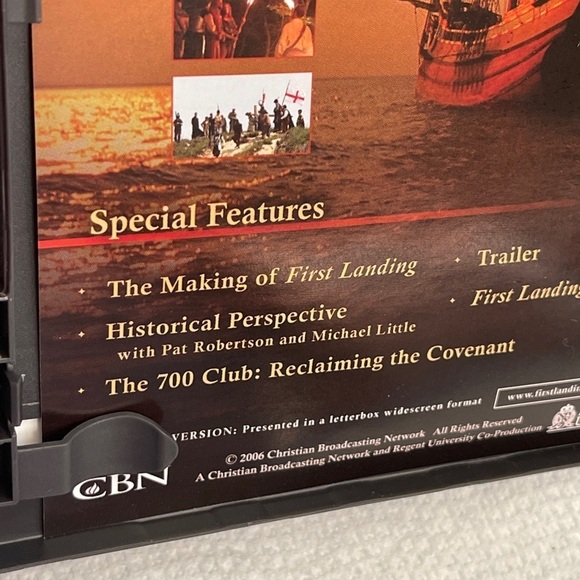 Special Features
The Making of First Landing
Trailer
Historical Perspective
First Landing
with Pat Robertson and Michael Little
The 700 Club: Reclaiming the Covenant
VERSION: Presented in a letterbox widescreen format
www.firstlandi
© 2006 Christian Broadcasting Network All Rights Reserved
A Christian Broadcasting Network and Regent University Co-Production
CBN